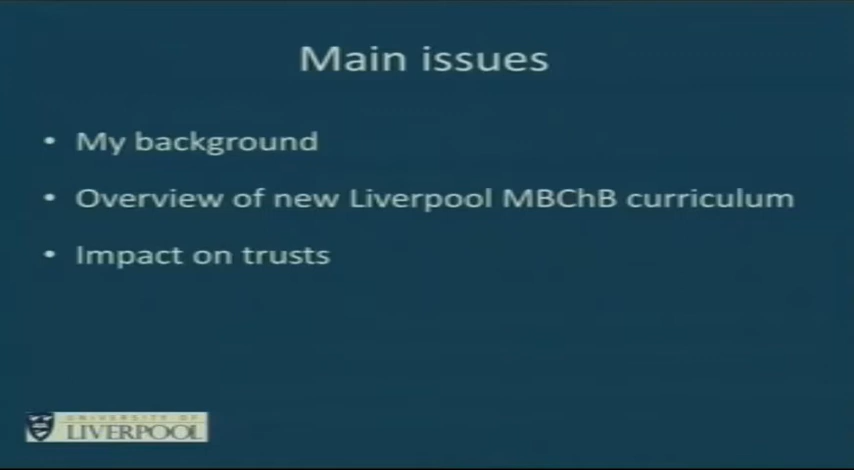 Main issues
• My background
• Overview of new Liverpool MBChB curriculum
• Impact on trusts
UNIVERSITY OF
LIVERPOOL